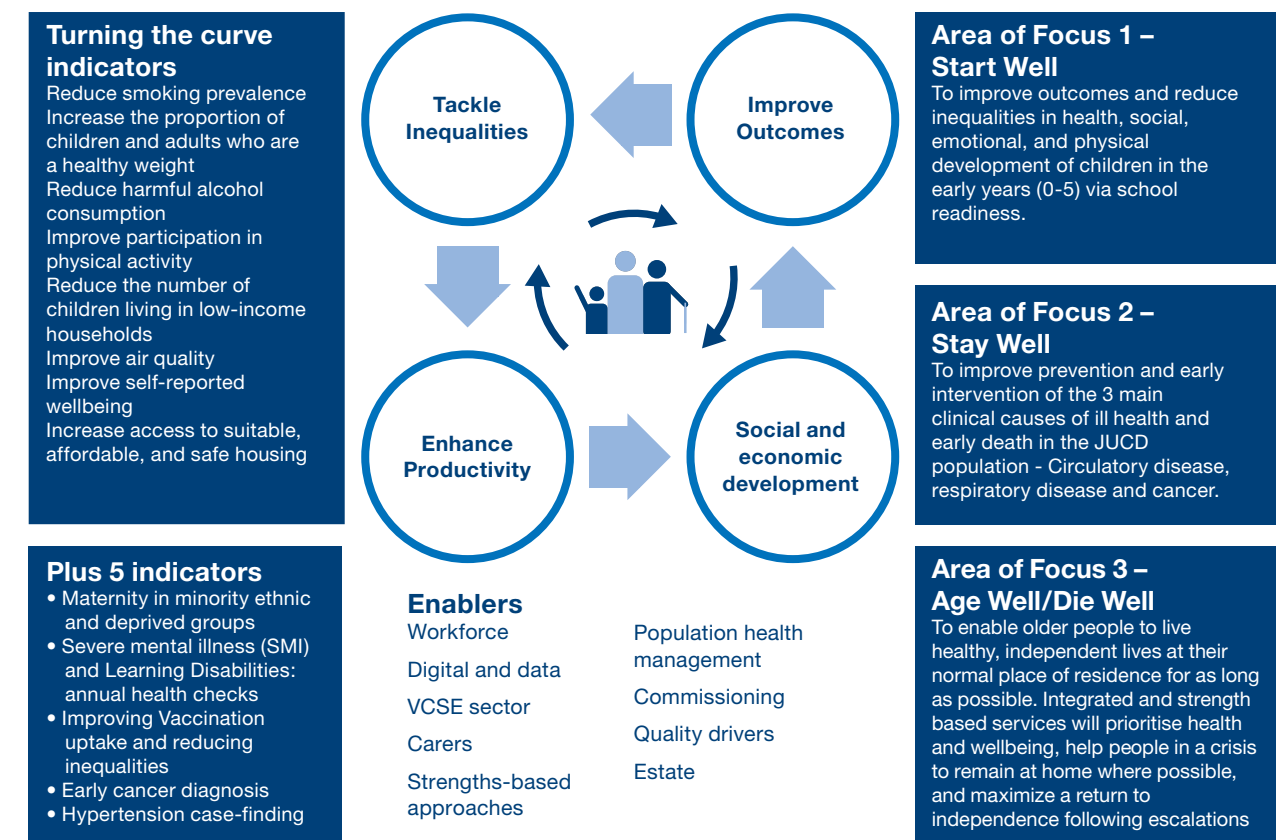 Turning the curve
indicators
Reduce smoking prevalence
Increase the proportion of
children and adults who are
a healthy weight
Reduce harmful alcohol
consumption
Improve participation in
physical activity
Reduce the number of
children living in low-income
households
Improve air quality
Improve self-reported
wellbeing
Increase access to suitable,
affordable, and safe housing
Plus 5 indicators
• Maternity in minority ethnic
and deprived groups
• Severe mental illness (SMI)
and Learning Disabilities:
annual health checks
• Improving Vaccination
uptake and reducing
inequalities
• Early cancer diagnosis
• Hypertension case-finding
Tackle
Inequalities
Improve
Outcomes
Enhance
Productivity
Social and
economic
development
Enablers
Workforce
Digital and data
VCSE sector
Carers
Strengths-based
approaches
Population health
management
Commissioning
Quality drivers
Estate
Area of Focus 1 –
Start Well
To improve outcomes and reduce
inequalities in health, social,
emotional, and physical
development of children in the
early years (0-5) via school
readiness.
Area of Focus 2 –
Stay Well
To improve prevention and early
intervention of the 3 main
clinical causes of ill health and
early death in the JUCD
population - Circulatory disease,
respiratory disease and cancer.
Area of Focus 3 –
Age Well/Die Well
To enable older people to live
healthy, independent lives at their
normal place of residence for as long
as possible. Integrated and strength
based services will prioritise health
and wellbeing, help people in a crisis
to remain at home where possible,
and maximize a return to
independence following escalations